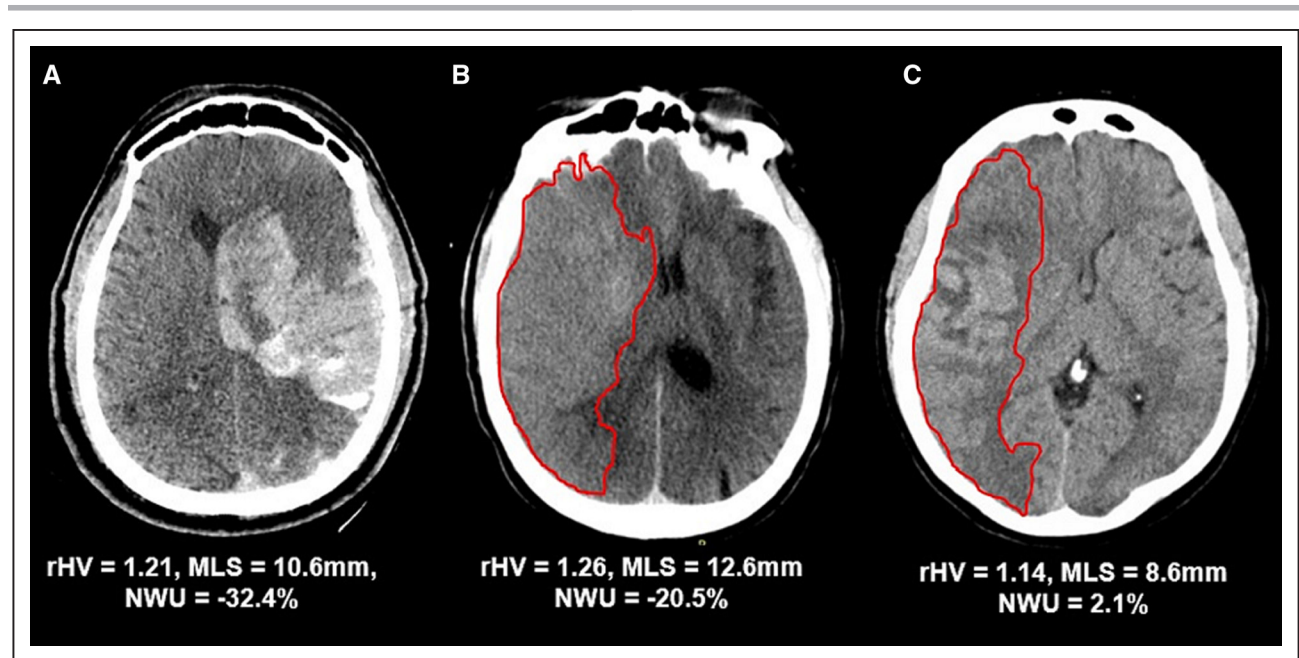 A
B
C
rHV = 1.21, MLS = 10.6mm,
NWU = -32.4%
rHV = 1.26, MLS = 12.6mm
NWU = -20.5%
rHV = 1.14, MLS = 8.6mm
NWU = 2.1%